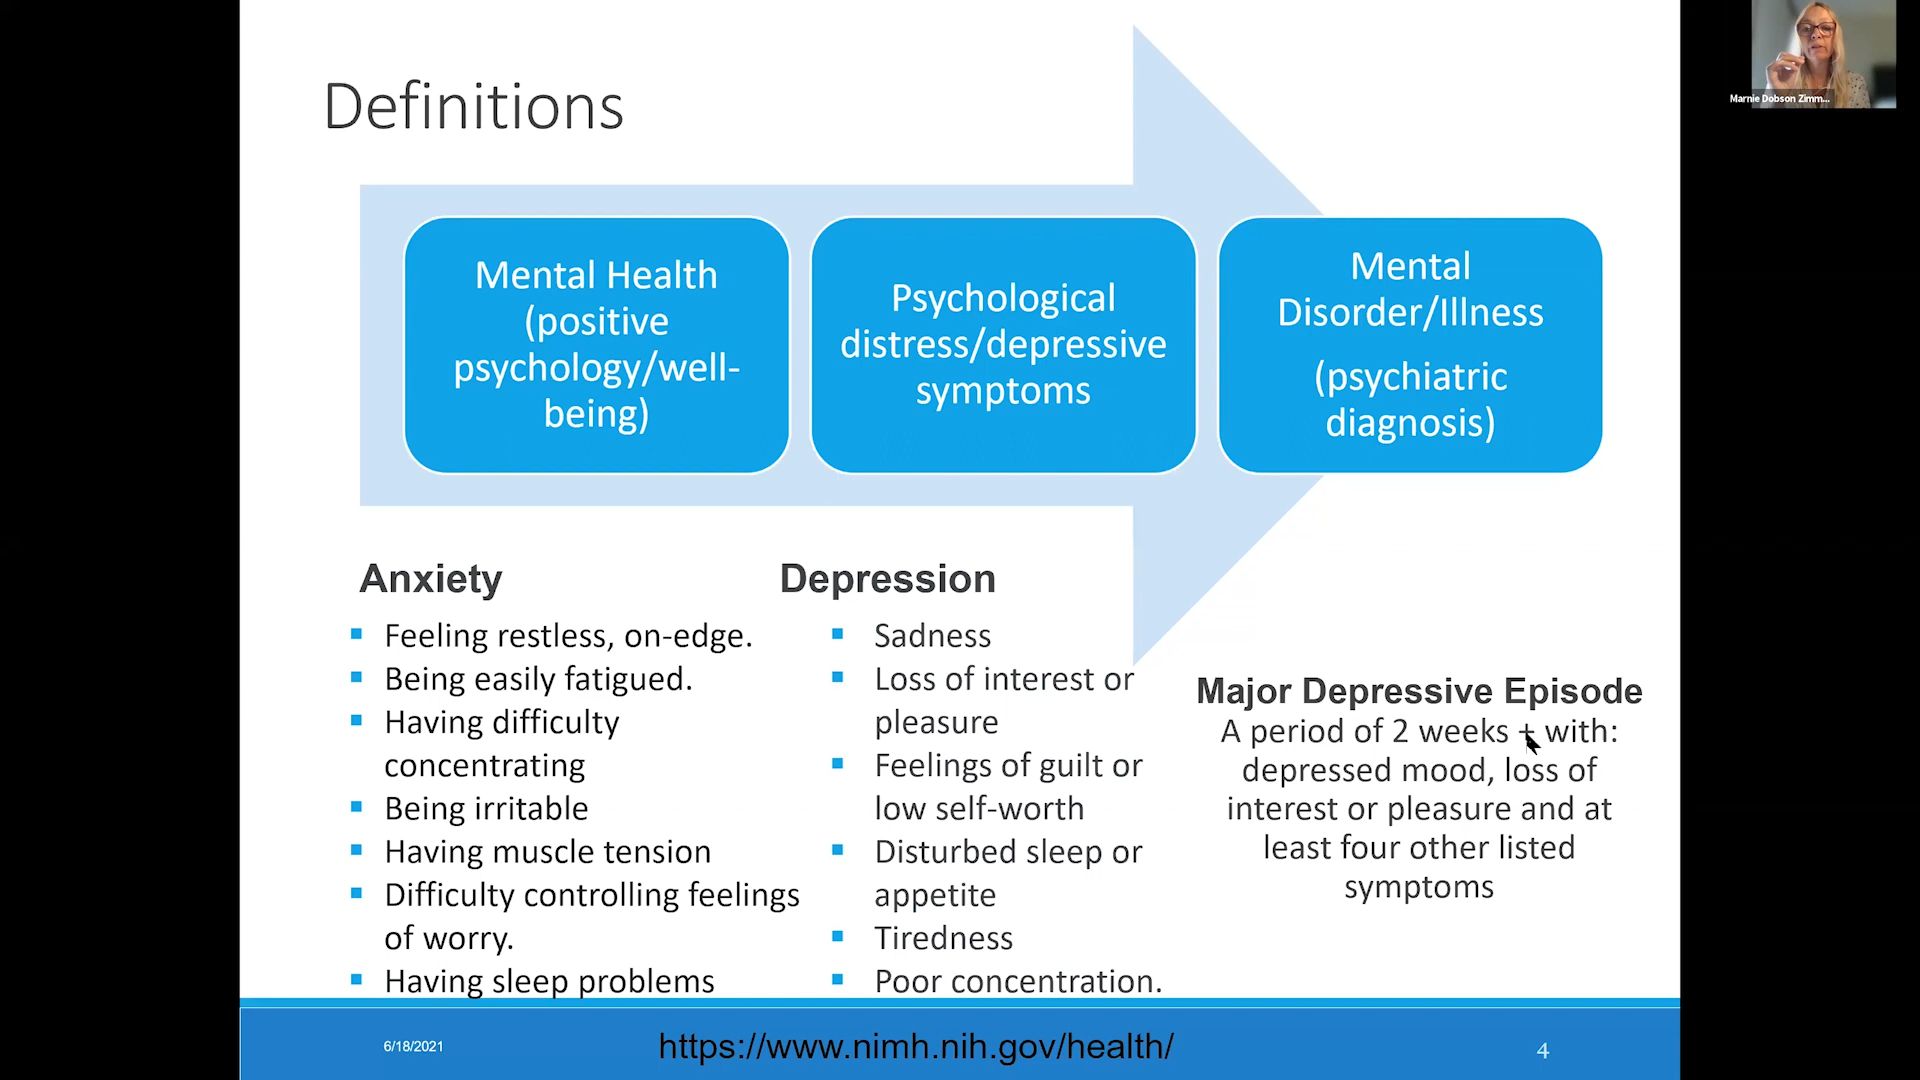 Definitions
Marnie Dobson Zimm...
Mental Health
(positive
psychology/well-
being)
Psychological
distress/depressive
symptoms
Mental
Disorder/Illness
(psychiatric
diagnosis)
Anxiety
Feeling restless, on-edge.
Being easily fatigued.
Having difficulty
concentrating
Being irritable
Having muscle tension
Difficulty controlling feelings
of worry.
Having sleep problems
Depression
Sadness
Loss of interest or
pleasure
Feelings of guilt or
low self-worth
Disturbed sleep or
appetite
Tiredness
Poor concentration.
Major Depressive Episode
A period of 2 weeks + with:
depressed mood, loss of
interest or pleasure and at
least four other listed
symptoms
6/18/2021
https://www.nimh.nih.gov/health/
4